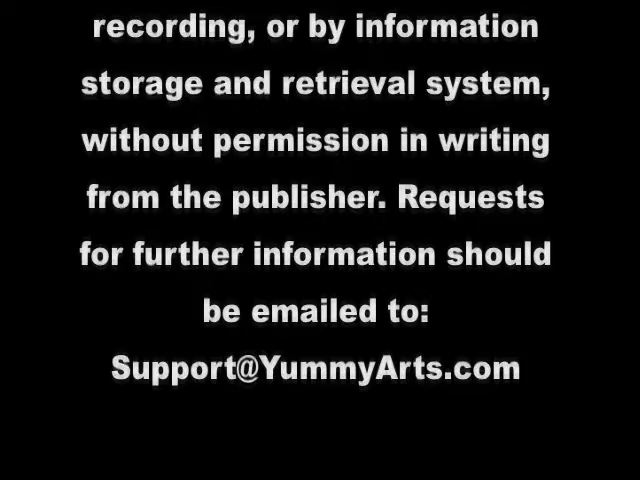 recording, or by information
storage and retrieval system,
without permission in writing
from the publisher. Requests
for further information should
be emailed to:
Support@YummyArts.com